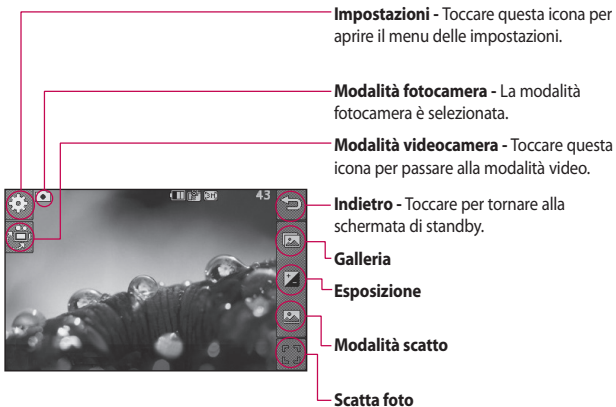 Impostazioni - Toccare questa icona per
aprire il menu delle impostazioni.
Modalità fotocamera - La modalità
fotocamera è selezionata.
Modalità videocamera - Toccare questa
icona per passare alla modalità video.
43
Indietro - Toccare per tornare alla
schermata di standby.
Galleria
Esposizione
Modalità scatto
Scatta foto